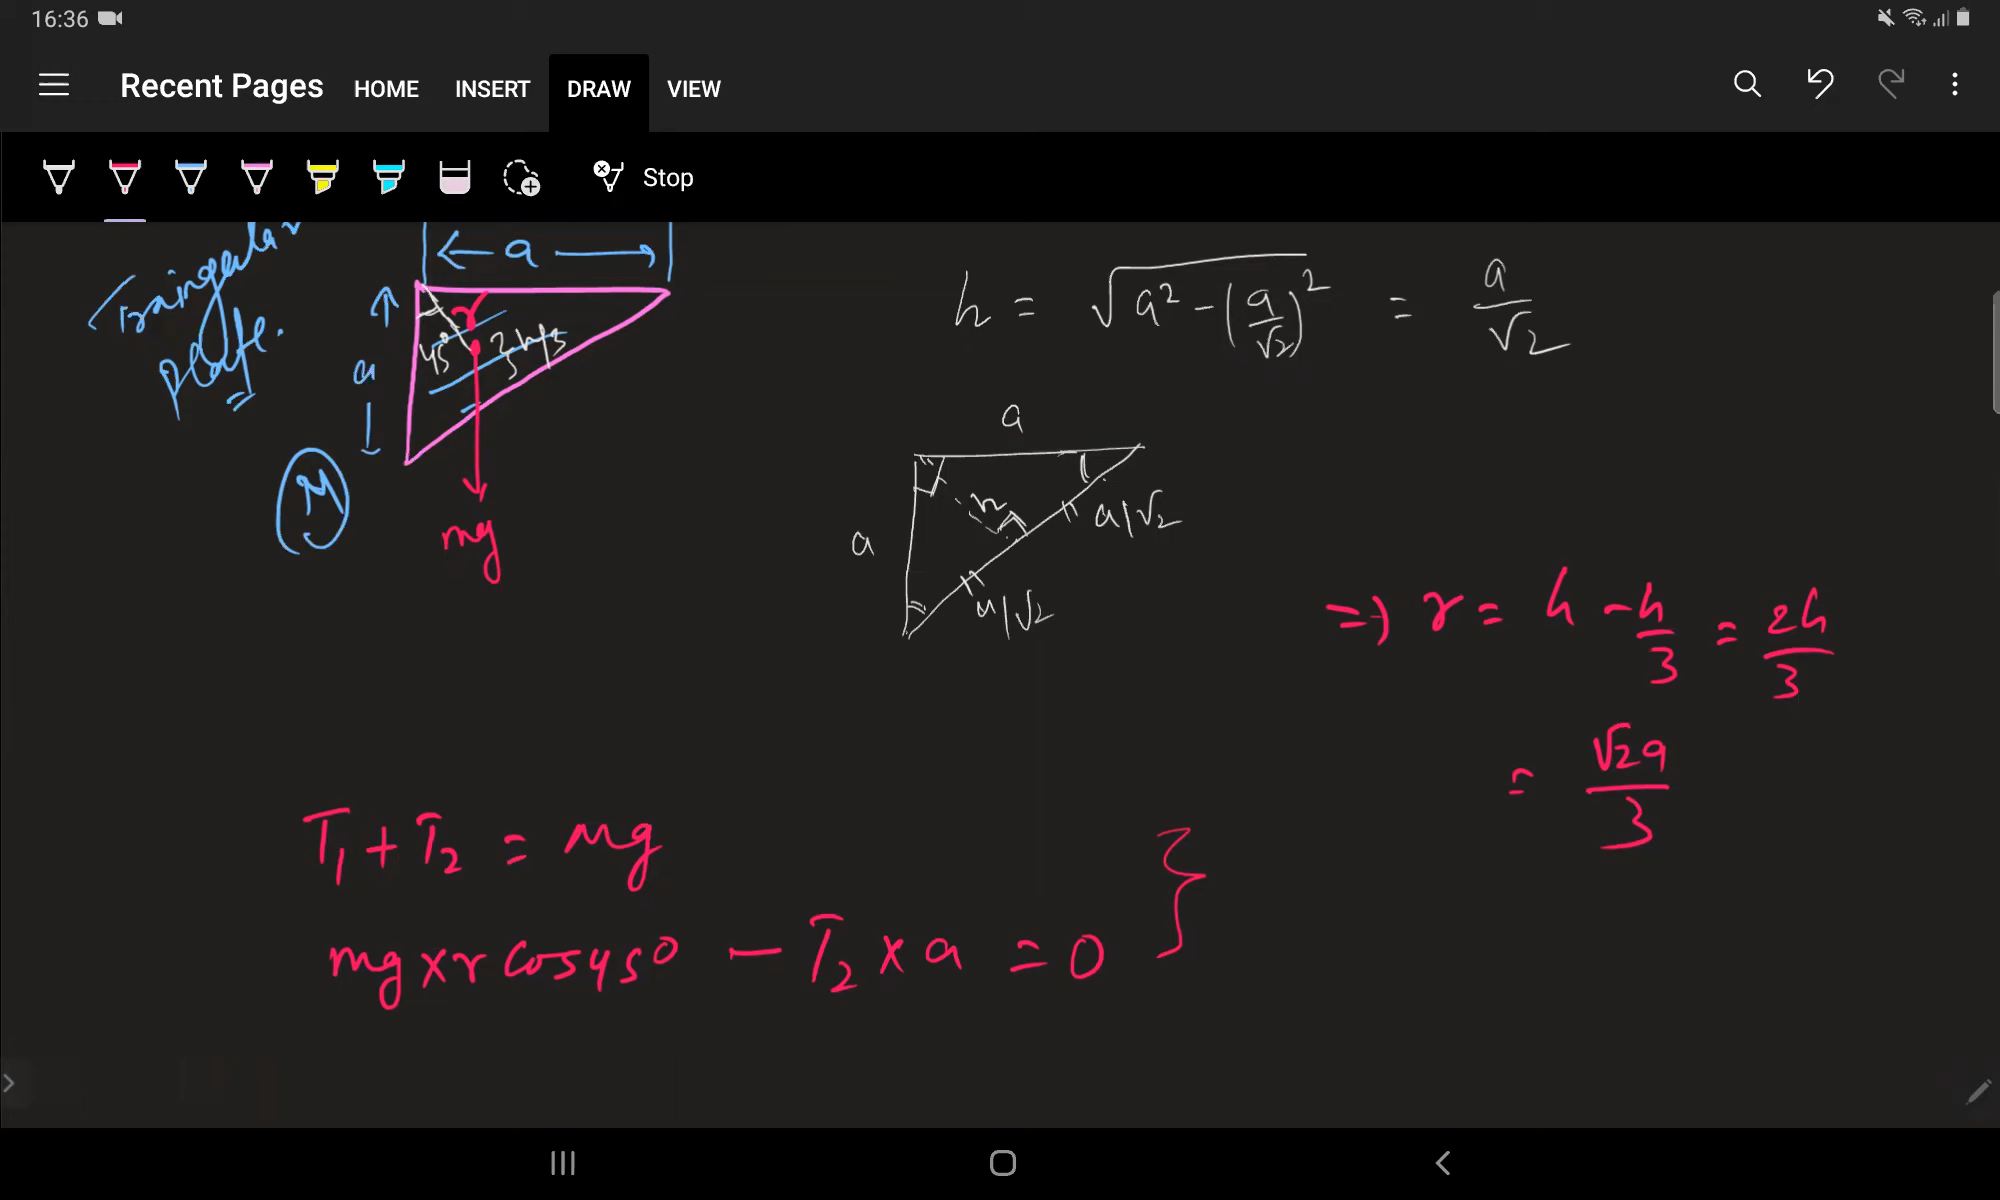 16:36
Recent Pages HOME INSERT DRAW VIEW
Stop
Traingular
Plate.
a
a
M
r
45°
h/3
mg
h = √(a² - (a/√2)²) = a/√2
a
a
h
a/√2
a/√2
=> r = h - h/3 = 2h/3
= √2a/3
T₁ + T₂ = mg
mg x r Cos45° - T₂ x a = 0 }